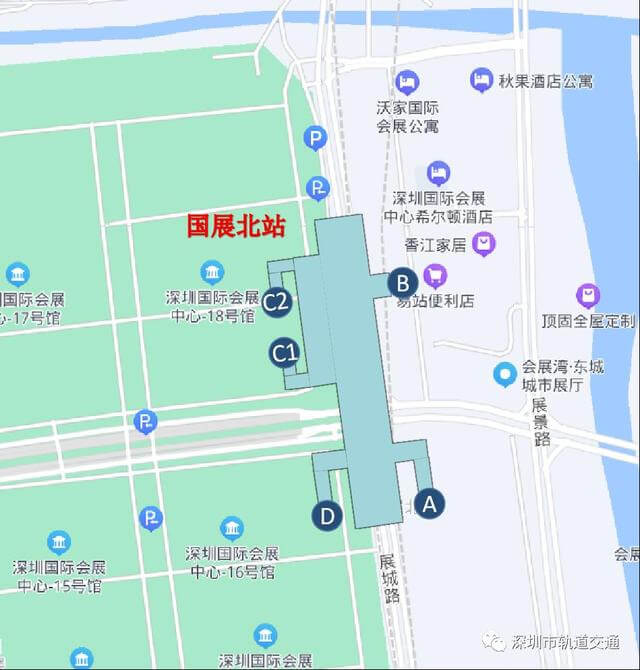 秋果酒店公寓
沃家国际
会展公寓
P
P
深圳国际会展
中心希尔顿酒店
国展北站
香江家居
B
易站便利店
圳国际会展
心-17号馆
深圳国际会展
中心-18号馆
C2
顶固全屋定制
C1
会展湾·东城
城市展厅
展景路
P
A
D
P
深圳国际会展
中心-15号馆
深圳国际会展
中心-16号馆
展城路
会展
深圳国际会展
深圳市轨道交通